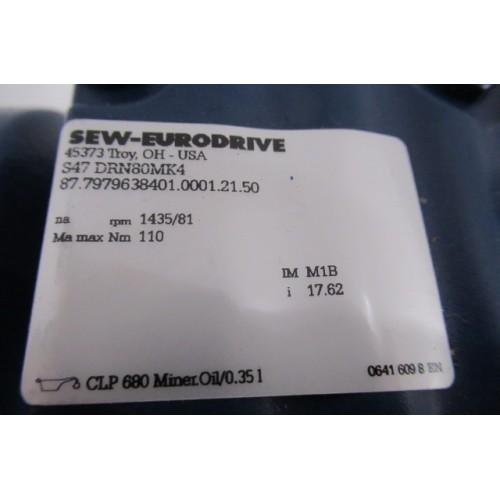 SEW-EURODRIVE
45373 Troy, OH - USA
S47 DRN80MK4
87.7979638401.0001.21.50
na rpm 1435/81
Ma max Nm 110
IM M1B
i 17.62
CLP 680 Miner.Oil/0.35 l
0641 609 8 EN